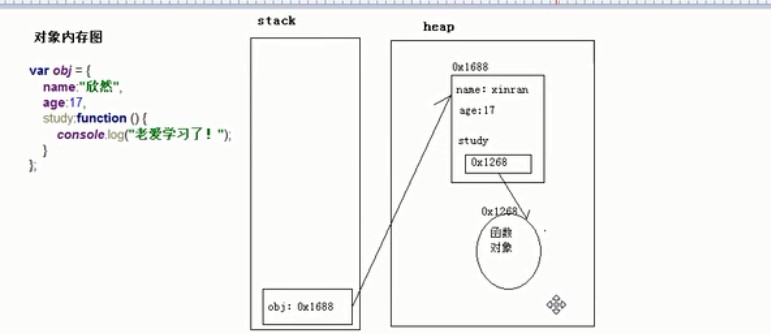 对象内存图
var obj = {
name:"欣然",
age:17,
study:function () {
console.log("老爱学习了！");
}
};
stack
obj: 0x1688
heap
0x1688
name: xinran
age:17
study
0x1268
0x1268
函数
对象